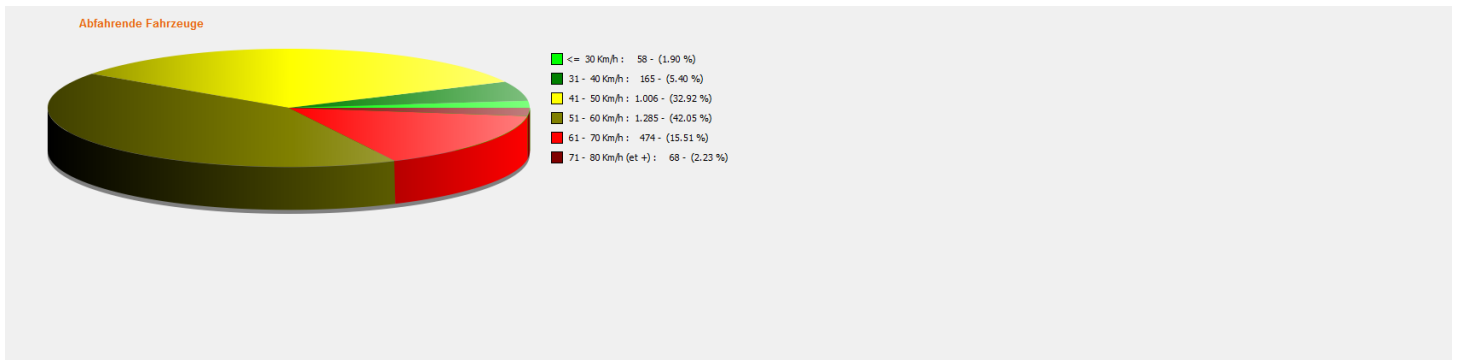 Abfahrende Fahrzeuge
<= 30 Km/h : 58 - (1.90 %)
31 - 40 Km/h : 165 - (5.40 %)
41 - 50 Km/h : 1.006 - (32.92 %)
51 - 60 Km/h : 1.285 - (42.05 %)
61 - 70 Km/h : 474 - (15.51 %)
71 - 80 Km/h (et +) : 68 - (2.23 %)